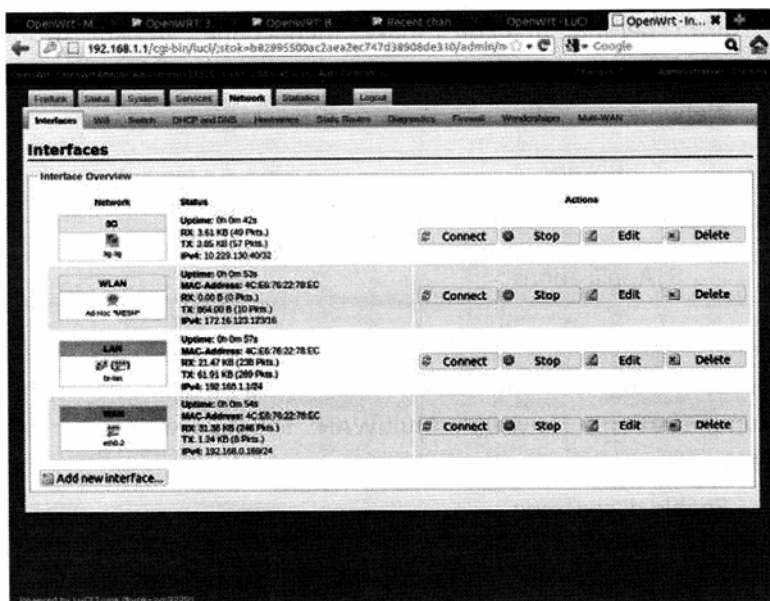 OpenWrt - M... OpenWRT: 3. OpenWRT: B. Recent chan. OpenWrt - LuCI OpenWrt - In...
192.168.1.1/cgi-bin/luci/;stok=b82895500ac2aea2ec747d38908de310/admin/n Google
Freifunk Status System Services Network Statistics Logout
Interfaces Wifi Switch DHCP and DNS Hostnames Static Routes Diagnostics Firewall Wondershaper Multi-WAN
Interfaces
Interface Overview
Network Status Actions
3G
3g-3g
Uptime: 0h 0m 42s
RX: 3.61 KB (49 Pkts.)
TX: 3.85 KB (57 Pkts.)
IPv4: 10.229.130.40/32
Connect Stop Edit Delete
WLAN
Ad-Hoc "MESH"
Uptime: 0h 0m 53s
MAC-Address: 4C:E6:76:22:78:EC
RX: 0.00 B (0 Pkts.)
TX: 864.00 B (10 Pkts.)
IPv4: 172.16.123.123/16
Connect Stop Edit Delete
LAN
br-lan
Uptime: 0h 0m 57s
MAC-Address: 4C:E6:76:22:78:EC
RX: 21.47 KB (238 Pkts.)
TX: 61.91 KB (269 Pkts.)
IPv4: 192.168.1.1/24
Connect Stop Edit Delete
WAN
eth0.2
Uptime: 0h 0m 54s
MAC-Address: 4C:E6:76:22:78:EC
RX: 31.38 KB (246 Pkts.)
TX: 1.24 KB (8 Pkts.)
IPv4: 192.168.0.169/24
Connect Stop Edit Delete
Add new interface...